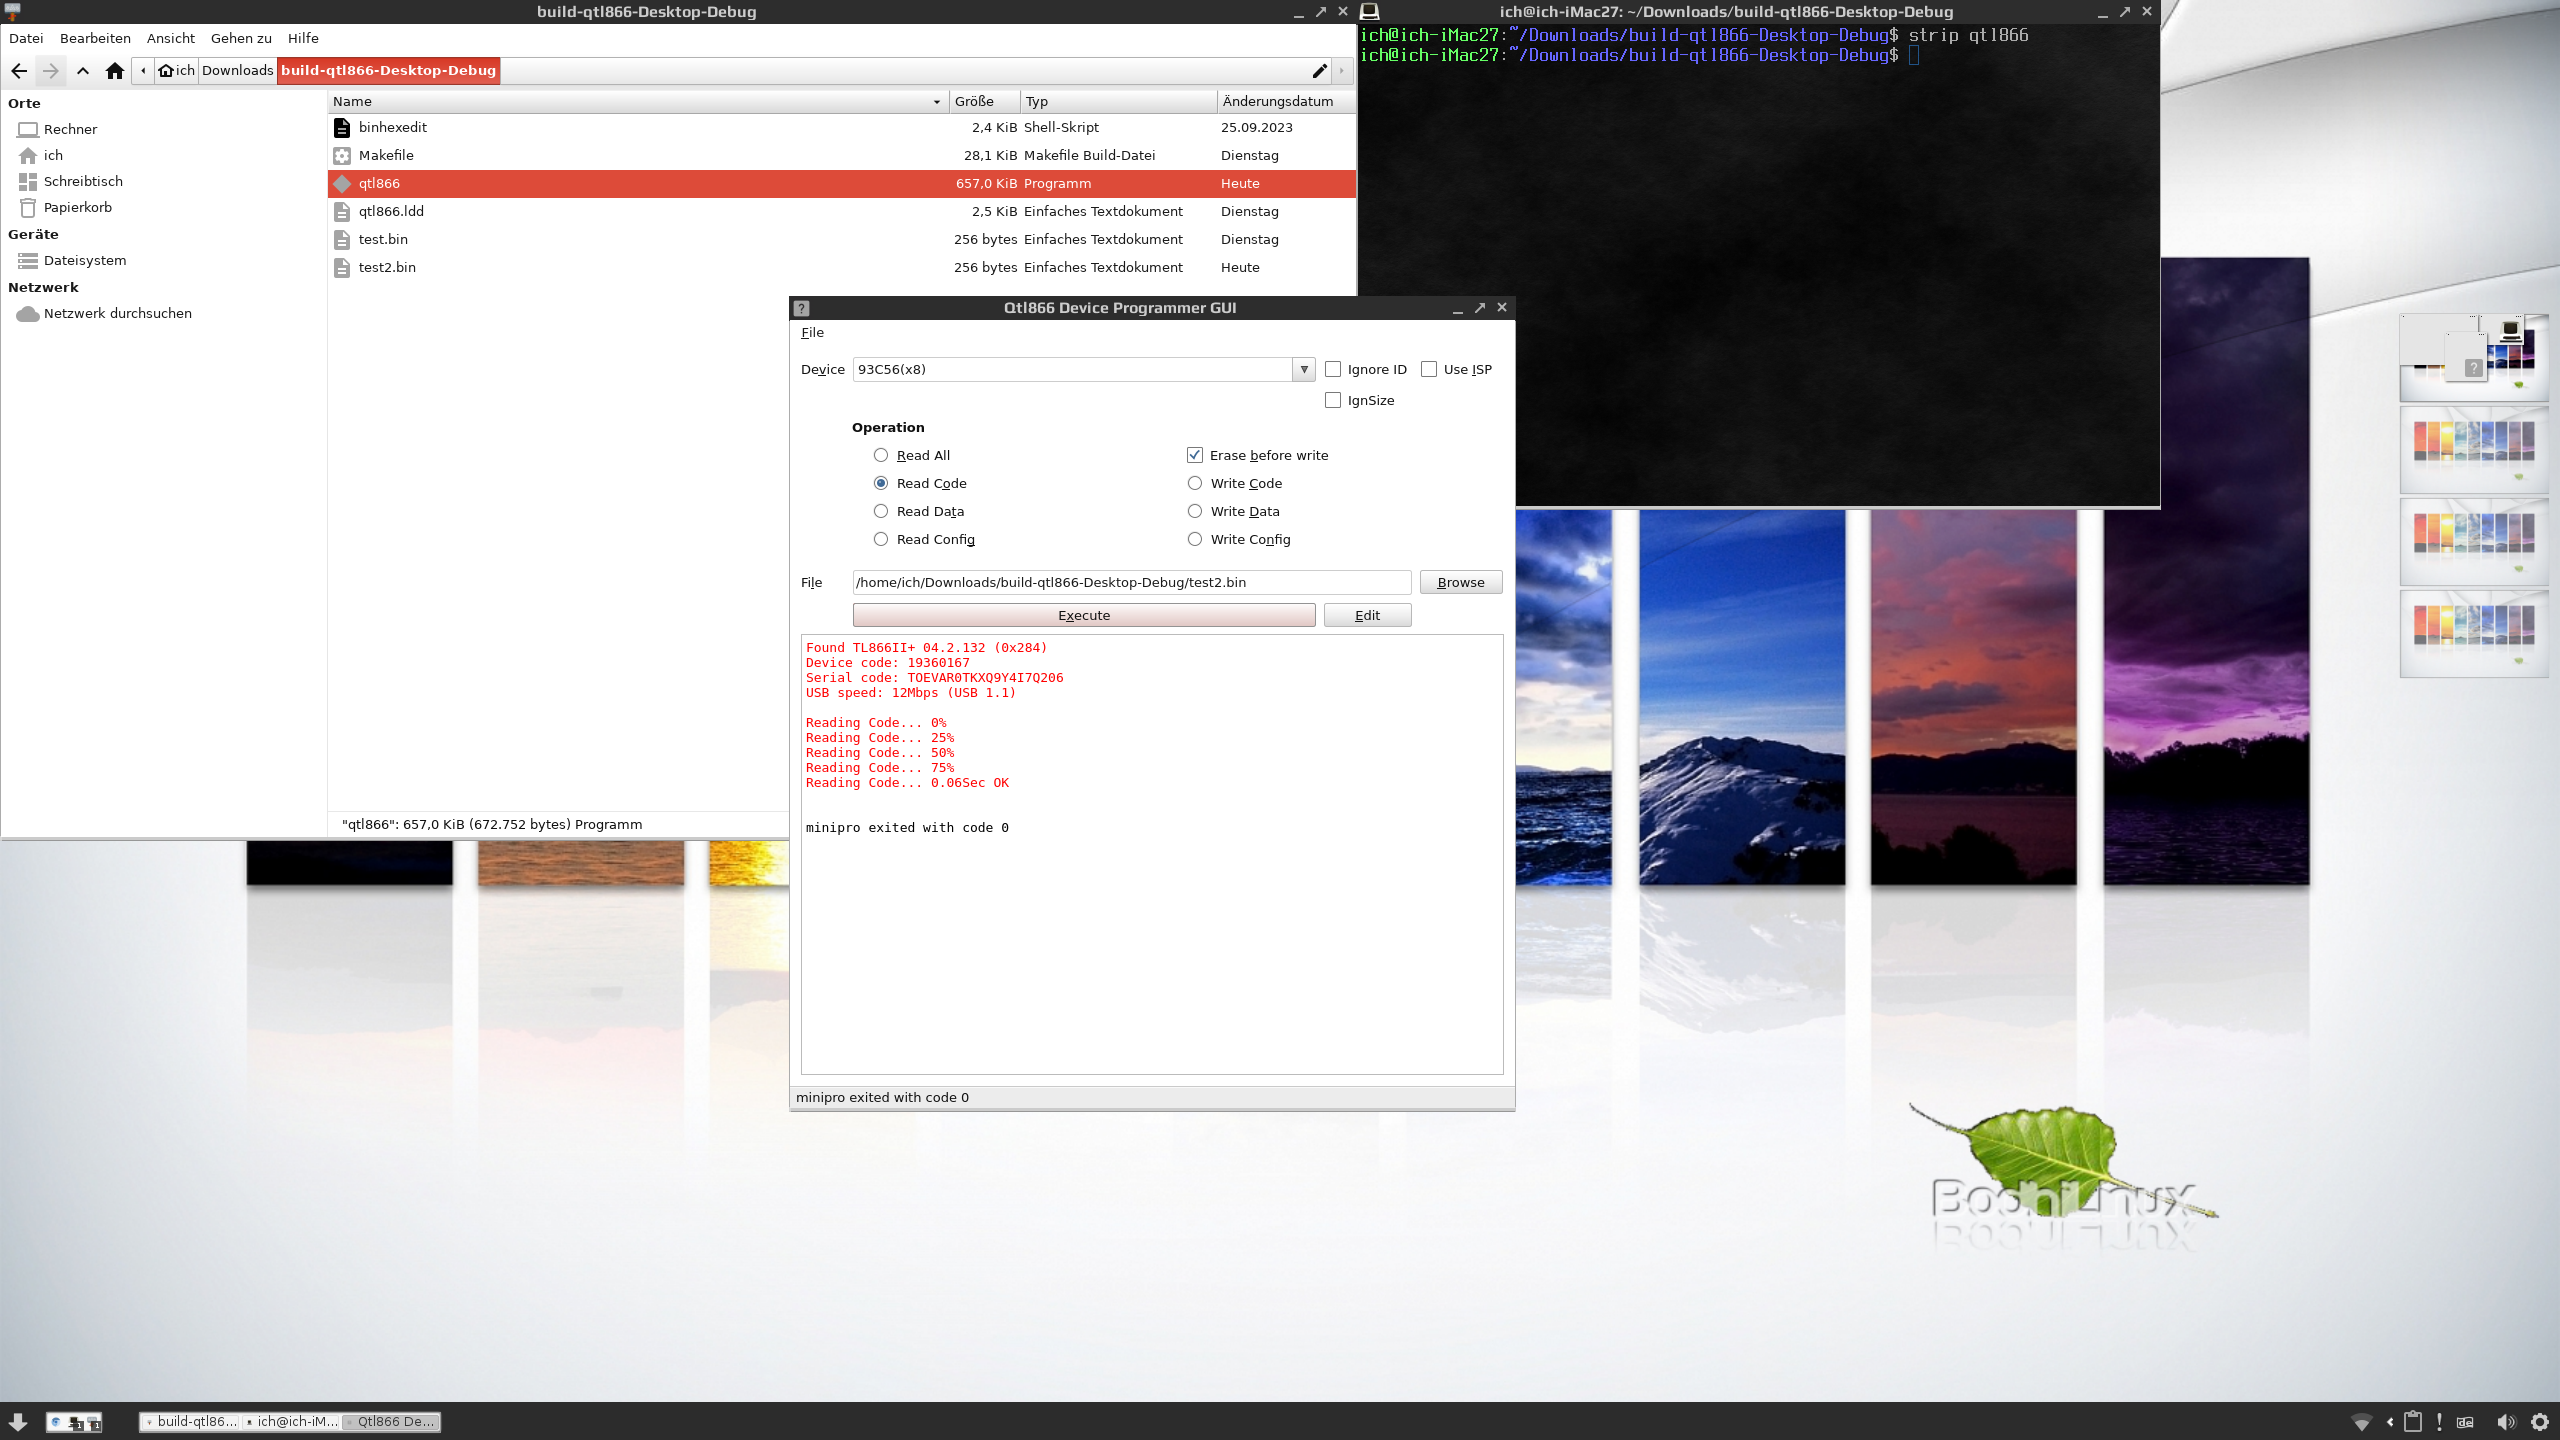 build-qtl866-Desktop-Debug
Datei Bearbeiten Ansicht Gehen zu Hilfe
ich Downloads build-qtl866-Desktop-Debug
Orte
Rechner
ich
Schreibtisch
Papierkorb
Geräte
Dateisystem
Netzwerk
Netzwerk durchsuchen
Name Größe Typ Änderungsdatum
binhexedit 2,4 KiB Shell-Skript 25.09.2023
Makefile 28,1 KiB Makefile Build-Datei Dienstag
qtl866 657,0 KiB Programm Heute
qtl866.ldd 2,5 KiB Einfaches Textdokument Dienstag
test.bin 256 bytes Einfaches Textdokument Dienstag
test2.bin 256 bytes Einfaches Textdokument Heute
"qtl866": 657,0 KiB (672.752 bytes) Programm
ich@ich-iMac27: ~/Downloads/build-qtl866-Desktop-Debug
ich@ich-iMac27:~/Downloads/build-qtl866-Desktop-Debug$ strip qtl866
ich@ich-iMac27:~/Downloads/build-qtl866-Desktop-Debug$
Qtl866 Device Programmer GUI
File
Device 93C56(x8) Ignore ID Use ISP
IgnSize
Operation
Read All Erase before write
Read Code Write Code
Read Data Write Data
Read Config Write Config
File /home/ich/Downloads/build-qtl866-Desktop-Debug/test2.bin Browse
Execute Edit
Found TL866II+ 04.2.132 (0x284)
Device code: 19360167
Serial code: TOEVAR0TKXQ9Y4I7Q206
USB speed: 12Mbps (USB 1.1)
Reading Code... 0%
Reading Code... 25%
Reading Code... 50%
Reading Code... 75%
Reading Code... 0.06Sec OK
minipro exited with code 0
minipro exited with code 0
Bodhi Linux
build-qtl86... ich@ich-iM... Qtl866 De... de